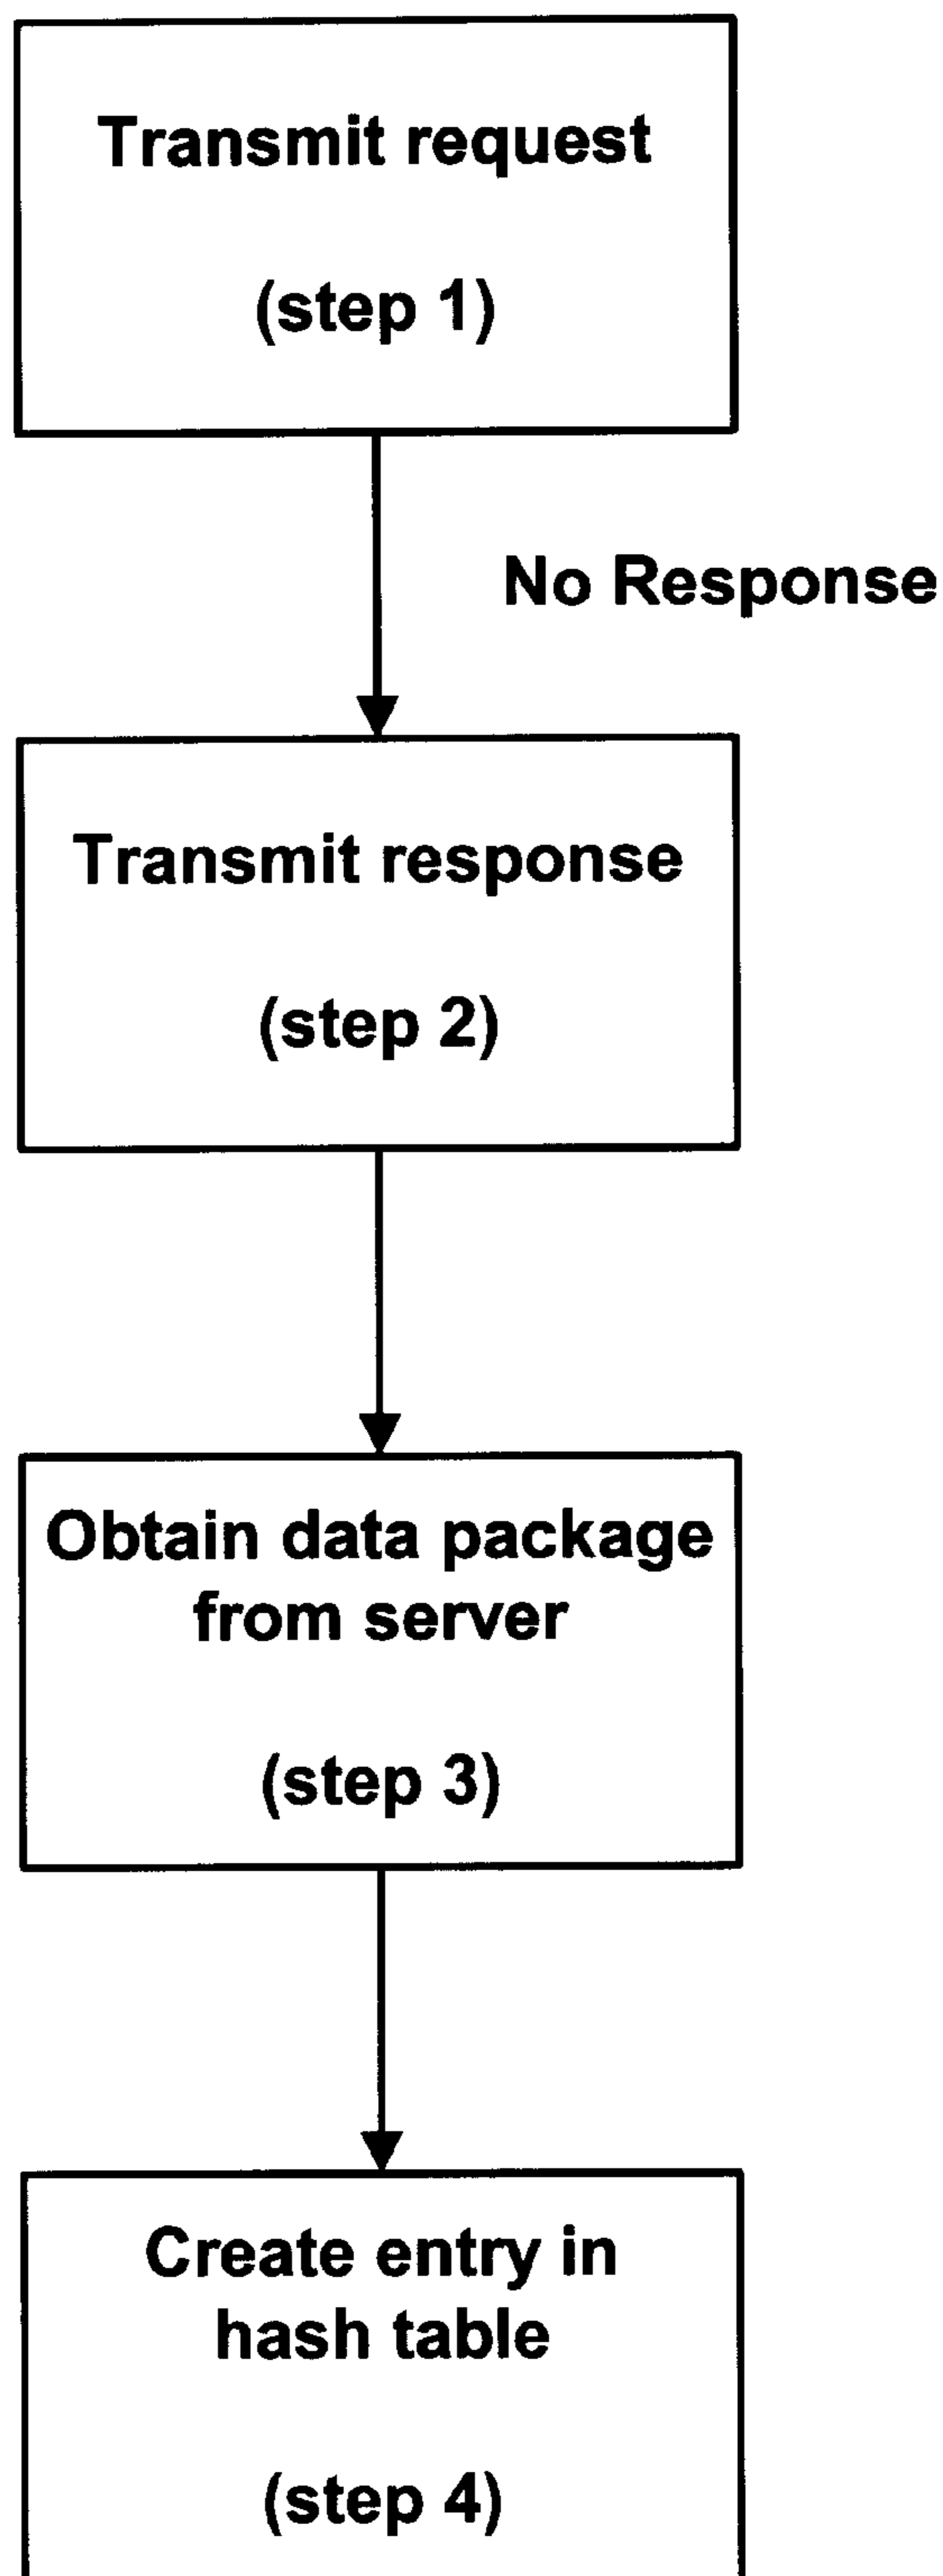 Transmit request
(step 1)
No Response
Transmit response
(step 2)
Obtain data package
from server
(step 3)
Create entry in
hash table
(step 4)